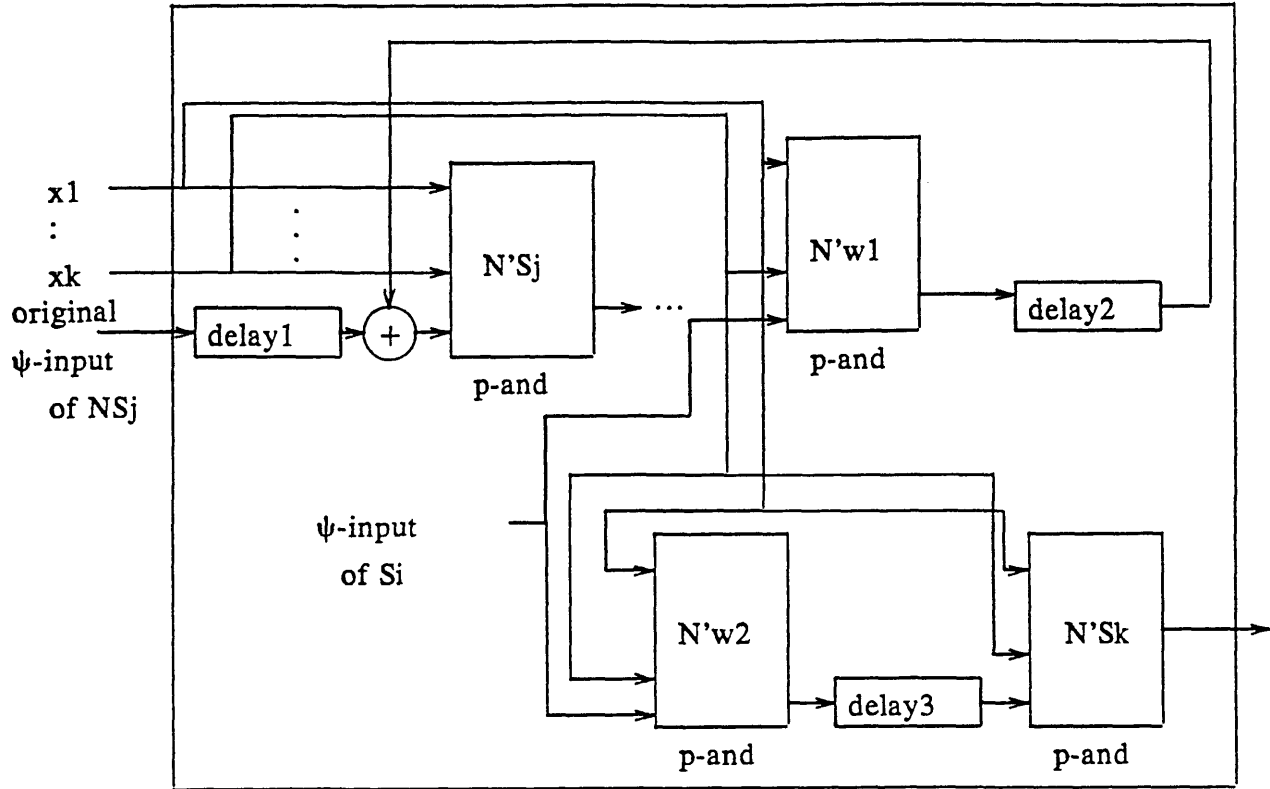 x1
:
xk
original
ψ-input
of NSj
delay1
+
N'Sj
p-and
...
N'w1
p-and
delay2
ψ-input
of Si
N'w2
p-and
delay3
N'Sk
p-and